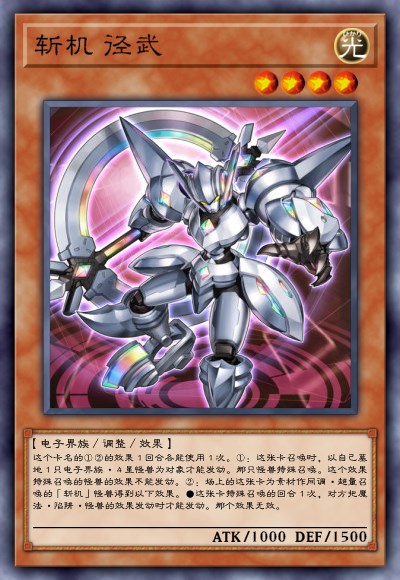 斩机 径武
ひかり
光
【电子界族／调整／效果】
这个卡名的①②的效果1回合各能使用1次。①：这张卡召唤时，以自己墓
地1只电子界族·4星怪兽为对象才能发动。那只怪兽特殊召唤。这个效果
特殊召唤的怪兽的效果不能发动。②：场上的这张卡为素材作同调·超量召
唤的「斩机」怪兽得到以下效果。●这张卡特殊召唤的回合1次，对方把魔
法·陷阱·怪兽的效果发动时才能发动。那个效果无效。
ATK/1000 DEF/1500